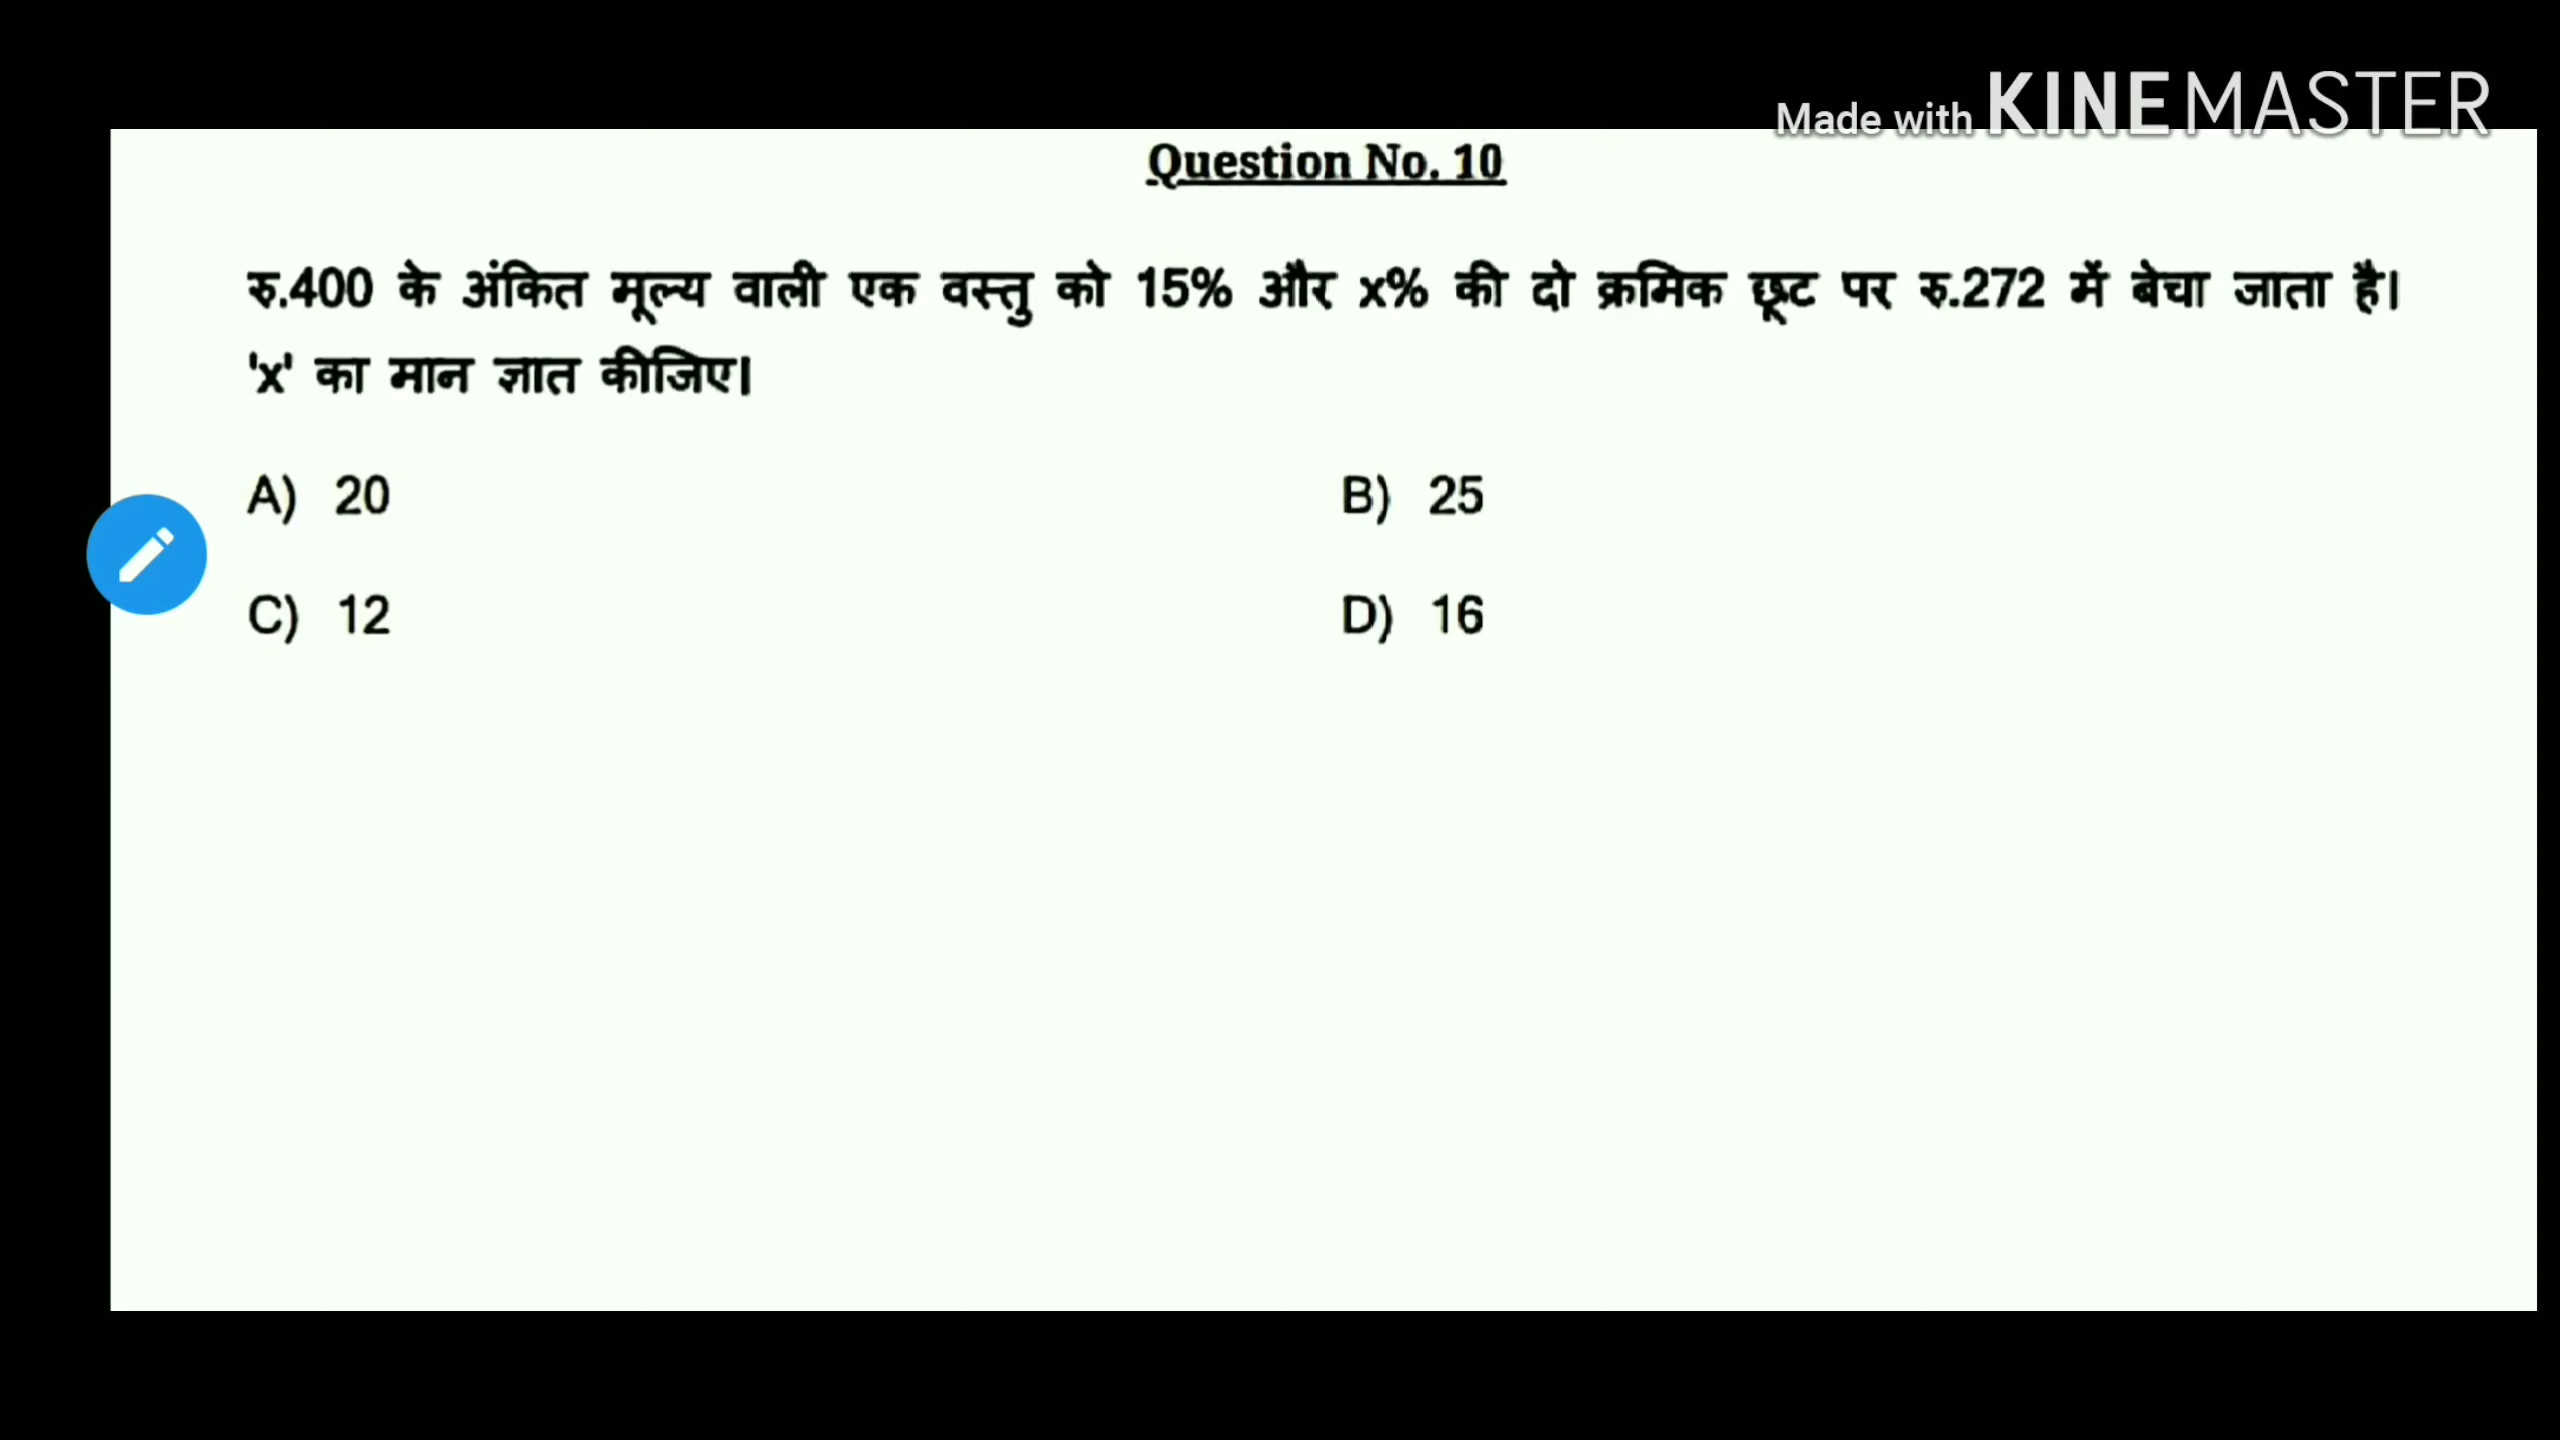 Made with KINEMASTER
Question No. 10
रु.400 के अंकित मूल्य वाली एक वस्तु को 15% और x% की दो क्रमिक छूट पर रु.272 में बेचा जाता है।
'x' का मान ज्ञात कीजिए।
A) 20 B) 25
C) 12 D) 16